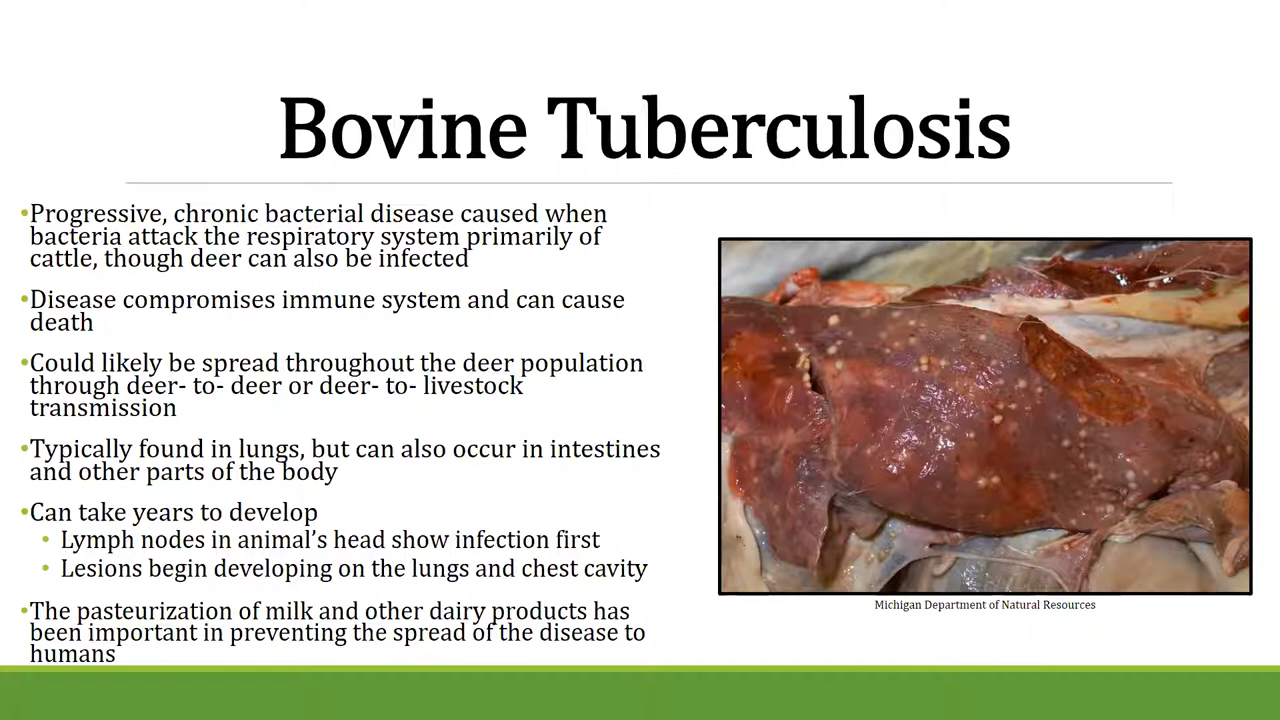 Bovine Tuberculosis
•Progressive, chronic bacterial disease caused when
bacteria attack the respiratory system primarily of
cattle, though deer can also be infected
•Disease compromises immune system and can cause
death
•Could likely be spread throughout the deer population
through deer- to- deer or deer- to- livestock
transmission
•Typically found in lungs, but can also occur in intestines
and other parts of the body
•Can take years to develop
• Lymph nodes in animal’s head show infection first
• Lesions begin developing on the lungs and chest cavity
•The pasteurization of milk and other dairy products has
been important in preventing the spread of the disease to
humans
Michigan Department of Natural Resources